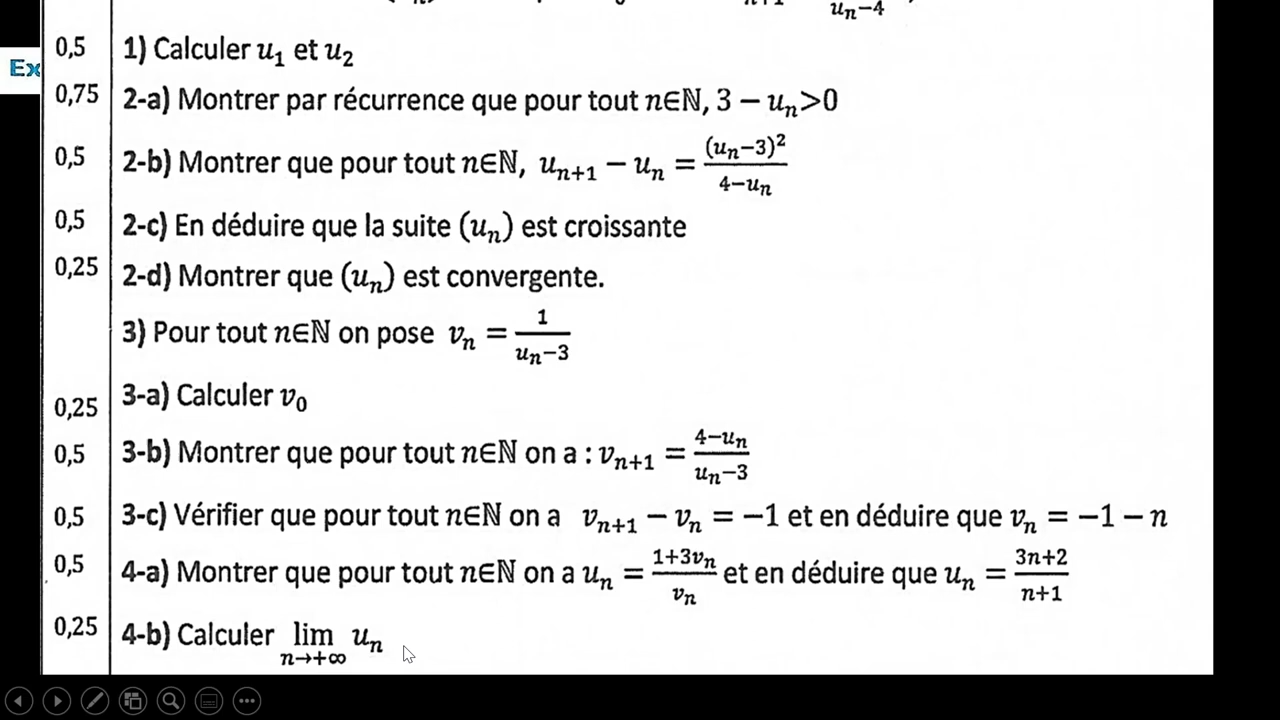 uₙ−4
0,5 1) Calculer u₁ et u₂
Ex
0,75 2-a) Montrer par récurrence que pour tout n∈ℕ, 3 − uₙ>0
0,5 2-b) Montrer que pour tout n∈ℕ, uₙ₊₁ − uₙ = (uₙ−3)²/(4−uₙ)
0,5 2-c) En déduire que la suite (uₙ) est croissante
0,25 2-d) Montrer que (uₙ) est convergente.
3) Pour tout n∈ℕ on pose vₙ = 1/(uₙ−3)
0,25 3-a) Calculer v₀
0,5 3-b) Montrer que pour tout n∈ℕ on a : vₙ₊₁ = (4−uₙ)/(uₙ−3)
0,5 3-c) Vérifier que pour tout n∈ℕ on a vₙ₊₁ − vₙ = −1 et en déduire que vₙ = −1 − n
0,5 4-a) Montrer que pour tout n∈ℕ on a uₙ = (1+3vₙ)/vₙ et en déduire que uₙ = (3n+2)/(n+1)
0,25 4-b) Calculer lim n→+∞ uₙ